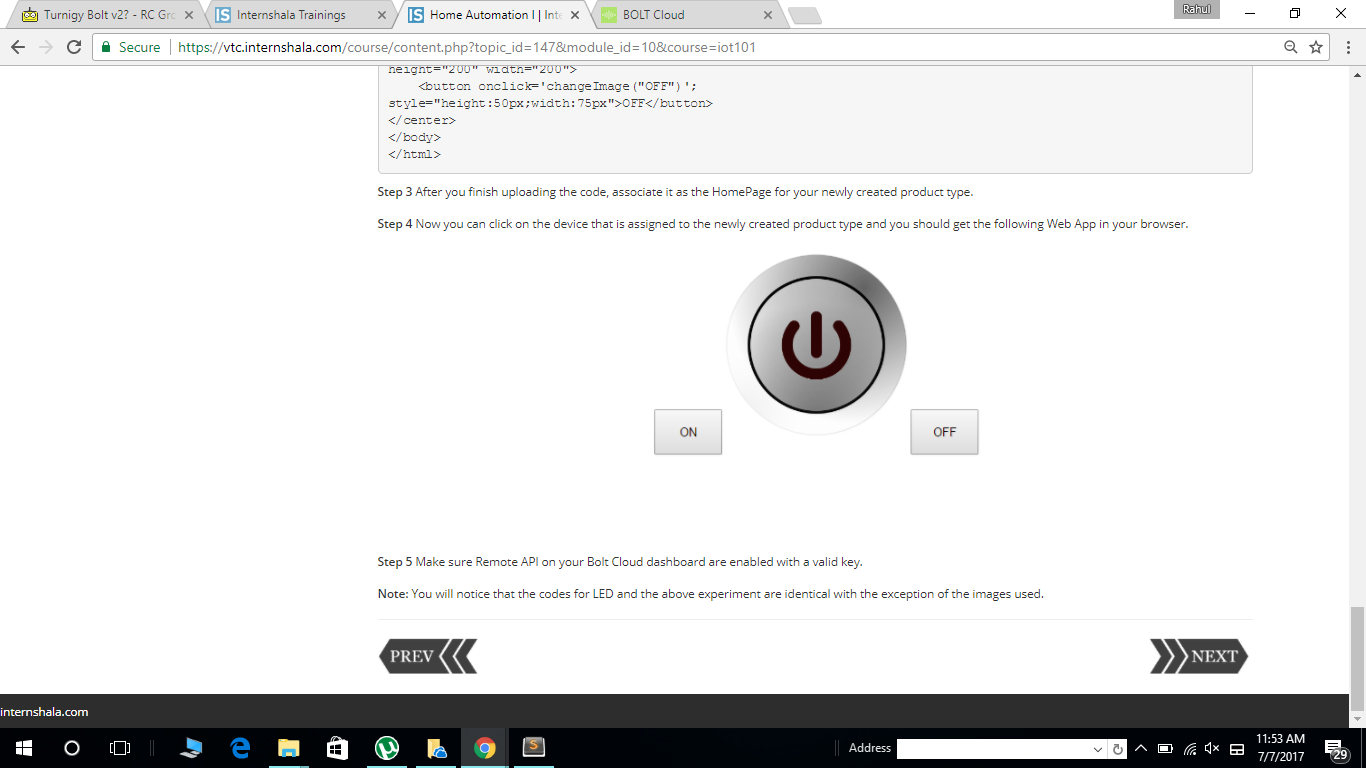 Rahul
Turnigy Bolt v2? - RC Gro
Internshala Trainings
Home Automation I | Inte
BOLT Cloud
Secure
https://vtc.internshala.com/course/content.php?topic_id=147&module_id=10&course=iot101
height="200" width="200">
<button onclick='changeImage("OFF")';
style="height:50px;width:75px">OFF</button>
</center>
</body>
</html>
Step 3 After you finish uploading the code, associate it as the HomePage for your newly created product type.
Step 4 Now you can click on the device that is assigned to the newly created product type and you should get the following Web App in your browser.
ON
OFF
Step 5 Make sure Remote API on your Bolt Cloud dashboard are enabled with a valid key.
Note: You will notice that the codes for LED and the above experiment are identical with the exception of the images used.
PREV
NEXT
internshala.com
Address
11:53 AM
7/7/2017
29